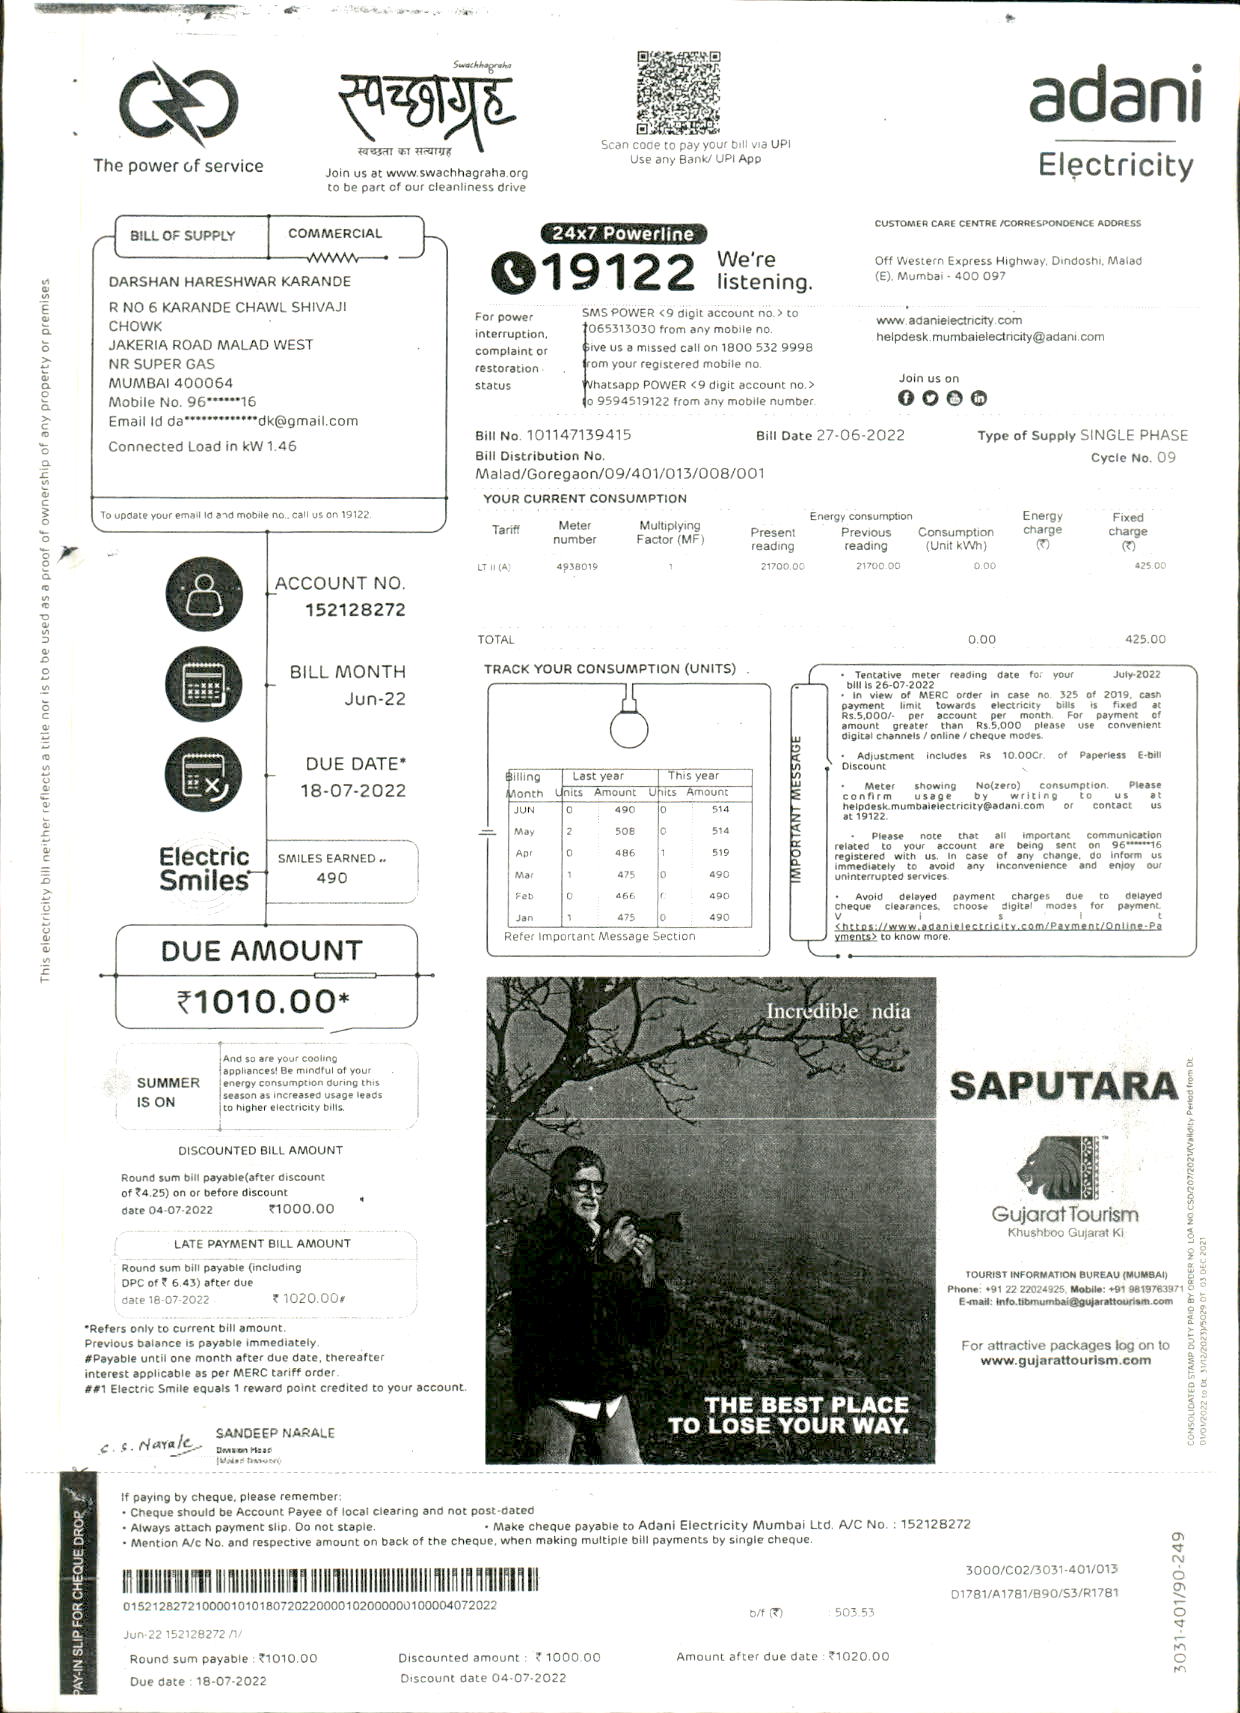 Swachhagraha
स्वच्छाग्रह
स्वच्छता का सत्याग्रह
The power of service
Join us at www.swachhagraha.org
to be part of our cleanliness drive
Scan code to pay your bill via UPI
Use any Bank/ UPI App
adani
Electricity
BILL OF SUPPLY
COMMERCIAL
DARSHAN HARESHWAR KARANDE
R NO 6 KARANDE CHAWL SHIVAJI
CHOWK
JAKERIA ROAD MALAD WEST
NR SUPER GAS
MUMBAI 400064
Mobile No. 96******16
Email Id da*************dk@gmail.com
Connected Load in kW 1.46
To update your email Id and mobile no., call us on 19122.
24x7 Powerline
19122 We're
listening.
For power
interruption,
complaint or
restoration
status
SMS POWER <9 digit account no.> to
7065313030 from any mobile no.
Give us a missed call on 1800 532 9998
from your registered mobile no.
Whatsapp POWER <9 digit account no.>
to 9594519122 from any mobile number.
CUSTOMER CARE CENTRE /CORRESPONDENCE ADDRESS
Off Western Express Highway, Dindoshi, Malad
(E), Mumbai - 400 097
www.adanielectricity.com
helpdesk.mumbaielectricity@adani.com
Join us on
Bill No. 101147139415 Bill Date 27-06-2022 Type of Supply SINGLE PHASE
Bill Distribution No. Cycle No. 09
Malad/Goregaon/09/401/013/008/001
YOUR CURRENT CONSUMPTION
Energy consumption
Tariff Meter number Multiplying Factor (MF) Present reading Previous reading Consumption (Unit kWh) Energy charge (₹) Fixed charge (₹)
LT II (A) 4938019 1 21700.00 21700.00 0.00 425.00
TOTAL 0.00 425.00
ACCOUNT NO.
152128272
BILL MONTH
Jun-22
DUE DATE*
18-07-2022
Electric
Smiles
SMILES EARNED ..
490
DUE AMOUNT
₹1010.00*
SUMMER
IS ON
And so are your cooling
appliances! Be mindful of your
energy consumption during this
season as increased usage leads
to higher electricity bills.
DISCOUNTED BILL AMOUNT
Round sum bill payable(after discount
of ₹4.25) on or before discount
date 04-07-2022 ₹1000.00
LATE PAYMENT BILL AMOUNT
Round sum bill payable (including
DPC of ₹ 6.43) after due
date 18-07-2022 ₹ 1020.00#
*Refers only to current bill amount.
Previous balance is payable immediately.
#Payable until one month after due date, thereafter
interest applicable as per MERC tariff order.
##1 Electric Smile equals 1 reward point credited to your account.
C. S. Narale
SANDEEP NARALE
Division Head
(Malad Division)
TRACK YOUR CONSUMPTION (UNITS)
Billing Last year This year
Month Units Amount Units Amount
JUN 0 490 0 514
May 2 508 0 514
Apr 0 486 1 519
Mar 1 475 0 490
Feb 0 466 490
Jan 1 475 0 490
Refer Important Message Section
IMPORTANT MESSAGE
• Tentative meter reading date for your July-2022
bill is 26-07-2022
• In view of MERC order in case no. 325 of 2019, cash
payment limit towards electricity bills is fixed at
Rs.5,000/- per account per month. For payment of
amount greater than Rs.5,000 please use convenient
digital channels / online / cheque modes.
• Adjustment includes Rs 10.00Cr. of Paperless E-bill
Discount
• Meter showing No(zero) consumption. Please
confirm usage by writing to us at
helpdesk.mumbaielectricity@adani.com or contact us
at 19122.
• Please note that all important communication
related to your account are being sent on 96******16
registered with us. In case of any change, do inform us
immediately to avoid any inconvenience and enjoy our
uninterrupted services.
• Avoid delayed payment charges due to delayed
cheque clearances, choose digital modes for payment.
V i s i t
<https://www.adanielectricity.com/Payment/Online-Pa
yments> to know more.
Incredible ndia
THE BEST PLACE
TO LOSE YOUR WAY.
SAPUTARA
Gujarat Tourism
Khushboo Gujarat Ki
TOURIST INFORMATION BUREAU (MUMBAI)
Phone: +91 22 22024925, Mobile: +91 9819763971
E-mail: info.tibmumbai@gujarattourism.com
For attractive packages log on to
www.gujarattourism.com
This electricity bill neither reflects a title nor is to be used as a proof of ownership of any property or premises
CONSOLIDATED STAMP DUTY PAID BY ORDER NO. LOA NO.CSD/207/2021/Validity Period from Dt.
01/01/2022 to Dt. 31/12/2023/5029 DT. 03 DEC 2021
PAY-IN SLIP FOR CHEQUE DROP
If paying by cheque, please remember:
• Cheque should be Account Payee of local clearing and not post-dated
• Always attach payment slip. Do not staple. • Make cheque payable to Adani Electricity Mumbai Ltd. A/C No. : 152128272
• Mention A/c No. and respective amount on back of the cheque, when making multiple bill payments by single cheque.
3000/C02/3031-401/013
D1781/A1781/B90/S3/R1781
b/f (₹) : 503.53
Jun-22 152128272 /1/
Round sum payable : ₹1010.00 Discounted amount : ₹ 1000.00 Amount after due date : ₹1020.00
Due date : 18-07-2022 Discount date 04-07-2022
3031-401/90-249